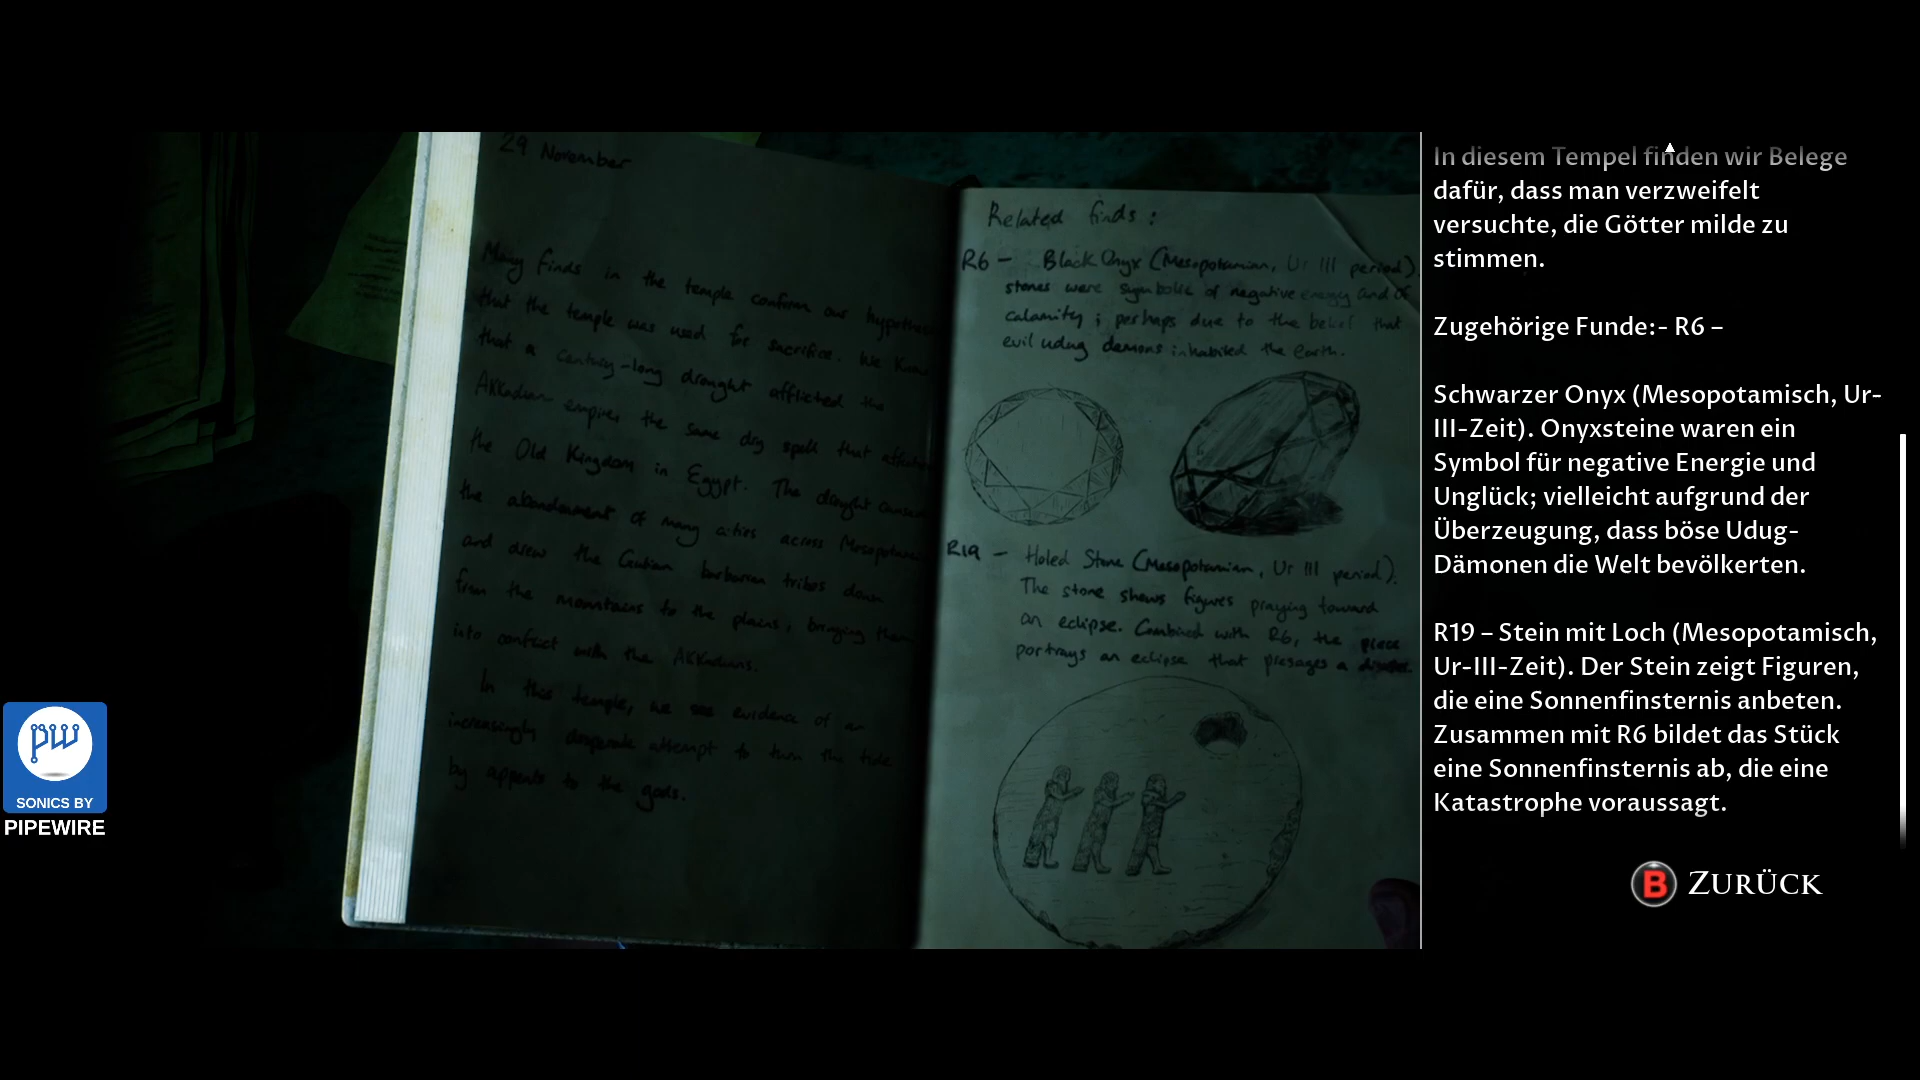 29 November
Many finds in the temple confirm our
that the temple was used for sacrifice. We know
that a century-long drought afflicted the
Akkadian empire, the same dry spell that
the Old Kingdom in Egypt. The drought
the abandonment of many cities across
and drew the barbarian tribes down
from the mountains to the plains, bringing them
into conflict with the Akkadians.
In this temple, we see evidence of an
increasingly desperate attempt to turn the tide
by appeals to the gods.
Related finds:
R6 - Black Onyx (Mesopotamian, Ur III period).
stones were symbolic of negative energy and of
calamity; perhaps due to the belief that
evil udug demons inhabited the earth.
R19 - Holed Stone (Mesopotamian, Ur III period).
The stone shows figures praying toward
an eclipse. Combined with R6, the piece
portrays an eclipse that presages a
In diesem Tempel finden wir Belege
dafür, dass man verzweifelt
versuchte, die Götter milde zu
stimmen.
Zugehörige Funde:- R6 –
Schwarzer Onyx (Mesopotamisch, Ur-
III-Zeit). Onyxsteine waren ein
Symbol für negative Energie und
Unglück; vielleicht aufgrund der
Überzeugung, dass böse Udug-
Dämonen die Welt bevölkerten.
R19 – Stein mit Loch (Mesopotamisch,
Ur-III-Zeit). Der Stein zeigt Figuren,
die eine Sonnenfinsternis anbeten.
Zusammen mit R6 bildet das Stück
eine Sonnenfinsternis ab, die eine
Katastrophe voraussagt.
B ZURÜCK
pw
SONICS BY
PIPEWIRE